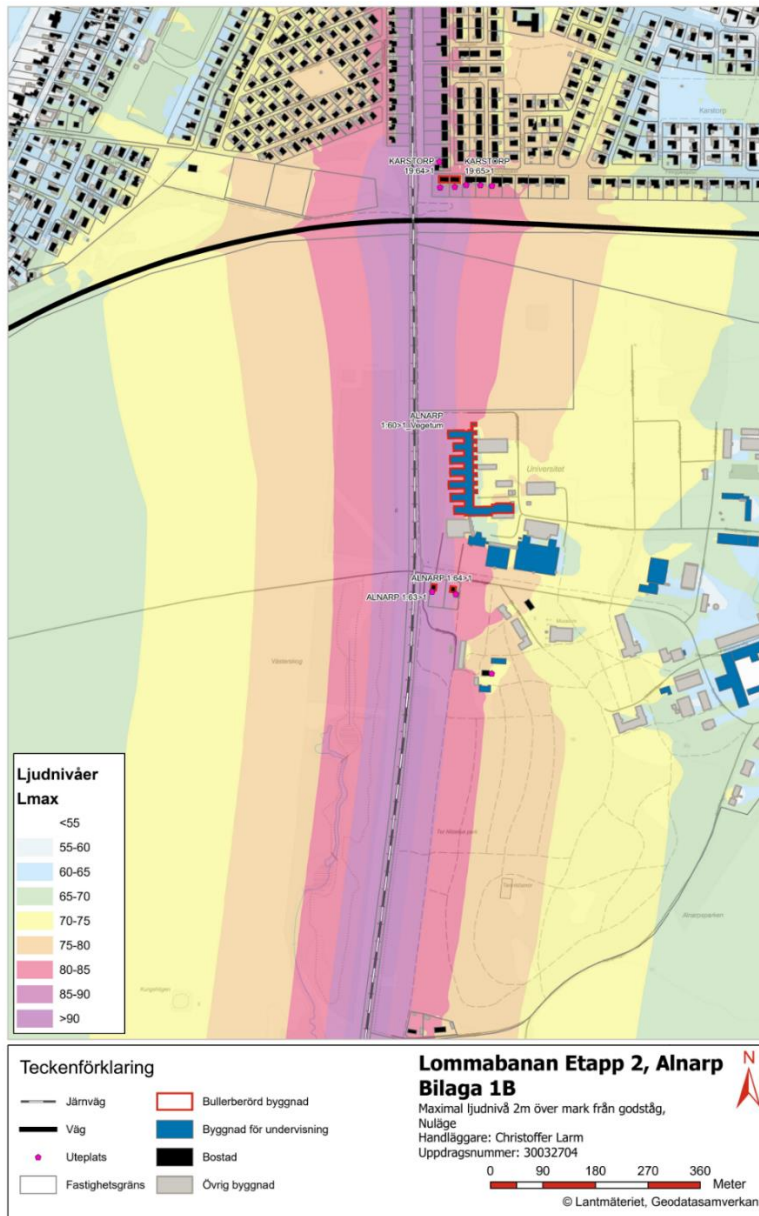 Karstorp
KARSTORP
19:64>1
KARSTORP
19:65>1
ALNARP
1:60>1_Vegetum
Universitet
ALNARP 1:64>1
ALNARP 1:63>1
Museum
Alnarpsparken
Kungshögen
Ljudnivåer
Lmax
<55
55-60
60-65
65-70
70-75
75-80
80-85
85-90
>90
Teckenförklaring
Järnväg
Väg
Uteplats
Fastighetsgräns
Bullerberörd byggnad
Byggnad för undervisning
Bostad
Övrig byggnad
Lommabanan Etapp 2, Alnarp
Bilaga 1B
Maximal ljudnivå 2m över mark från godståg,
Nuläge
Handläggare: Christoffer Larm
Uppdragsnummer: 30032704
N
0 90 180 270 360
Meter
© Lantmäteriet, Geodatasamverkan